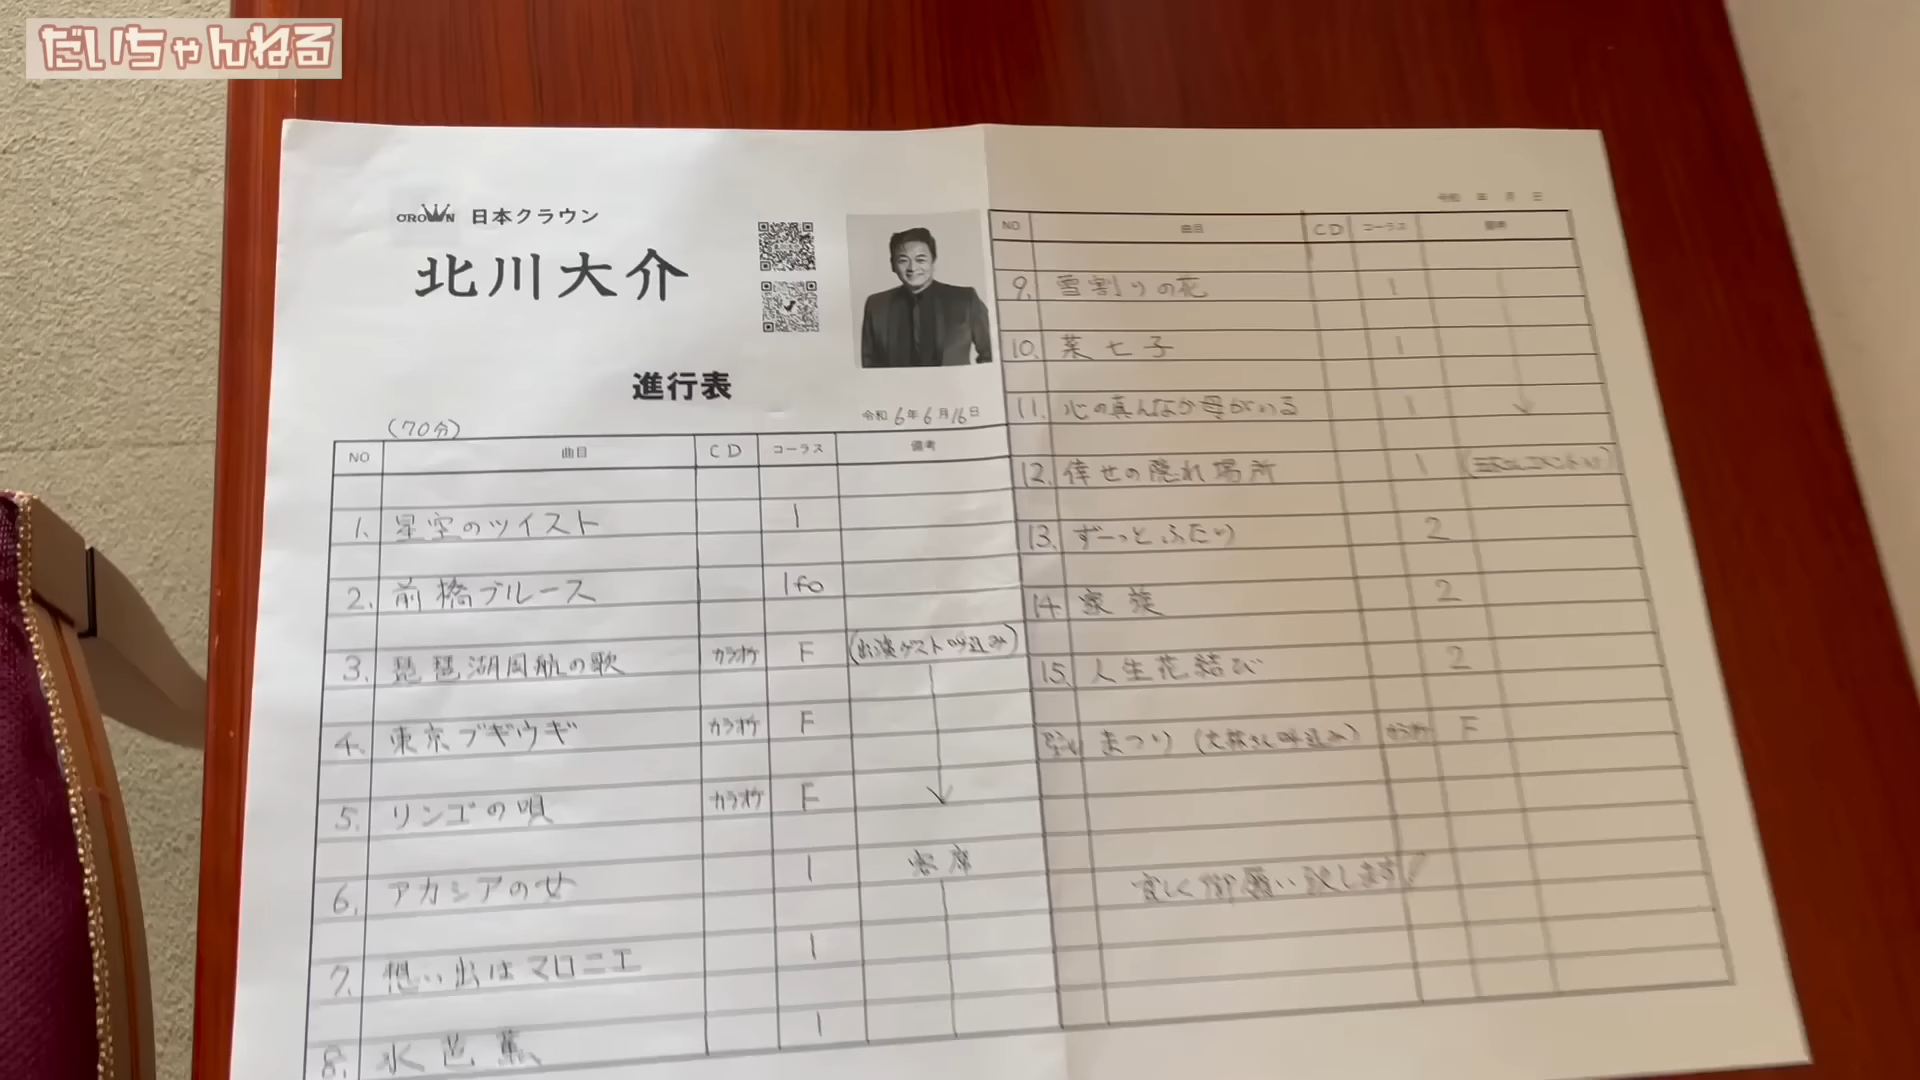 だいちゃんねる
CROWN 日本クラウン
北川大介
進行表
(70分)
令和 6年 6月 16日
NO 曲目 CD コーラス 備考
1. 星空のツイスト 1
2. 前橋ブルース 1fo
3. 琵琶湖周航の歌 カラオケ F (出演ゲスト呼込み)
4. 東京ブギウギ カラオケ F
5. リンゴの唄 カラオケ F
6. アカシアの女 1 客席
7.想い出はマロニエ 1
8. 水芭蕉 1
令和 年 月 日
NO 曲目 CD コーラス 備考
9. 雪割りの花 1
10.菜七子 1
11. 心の真んなか母がいる 1
12. 倖せの隠れ場所 1
13. ずーっとふたり 2
14. 家族 2
15. 人生花結び 2
まつり カラオケ F
宜しく御願い致します!